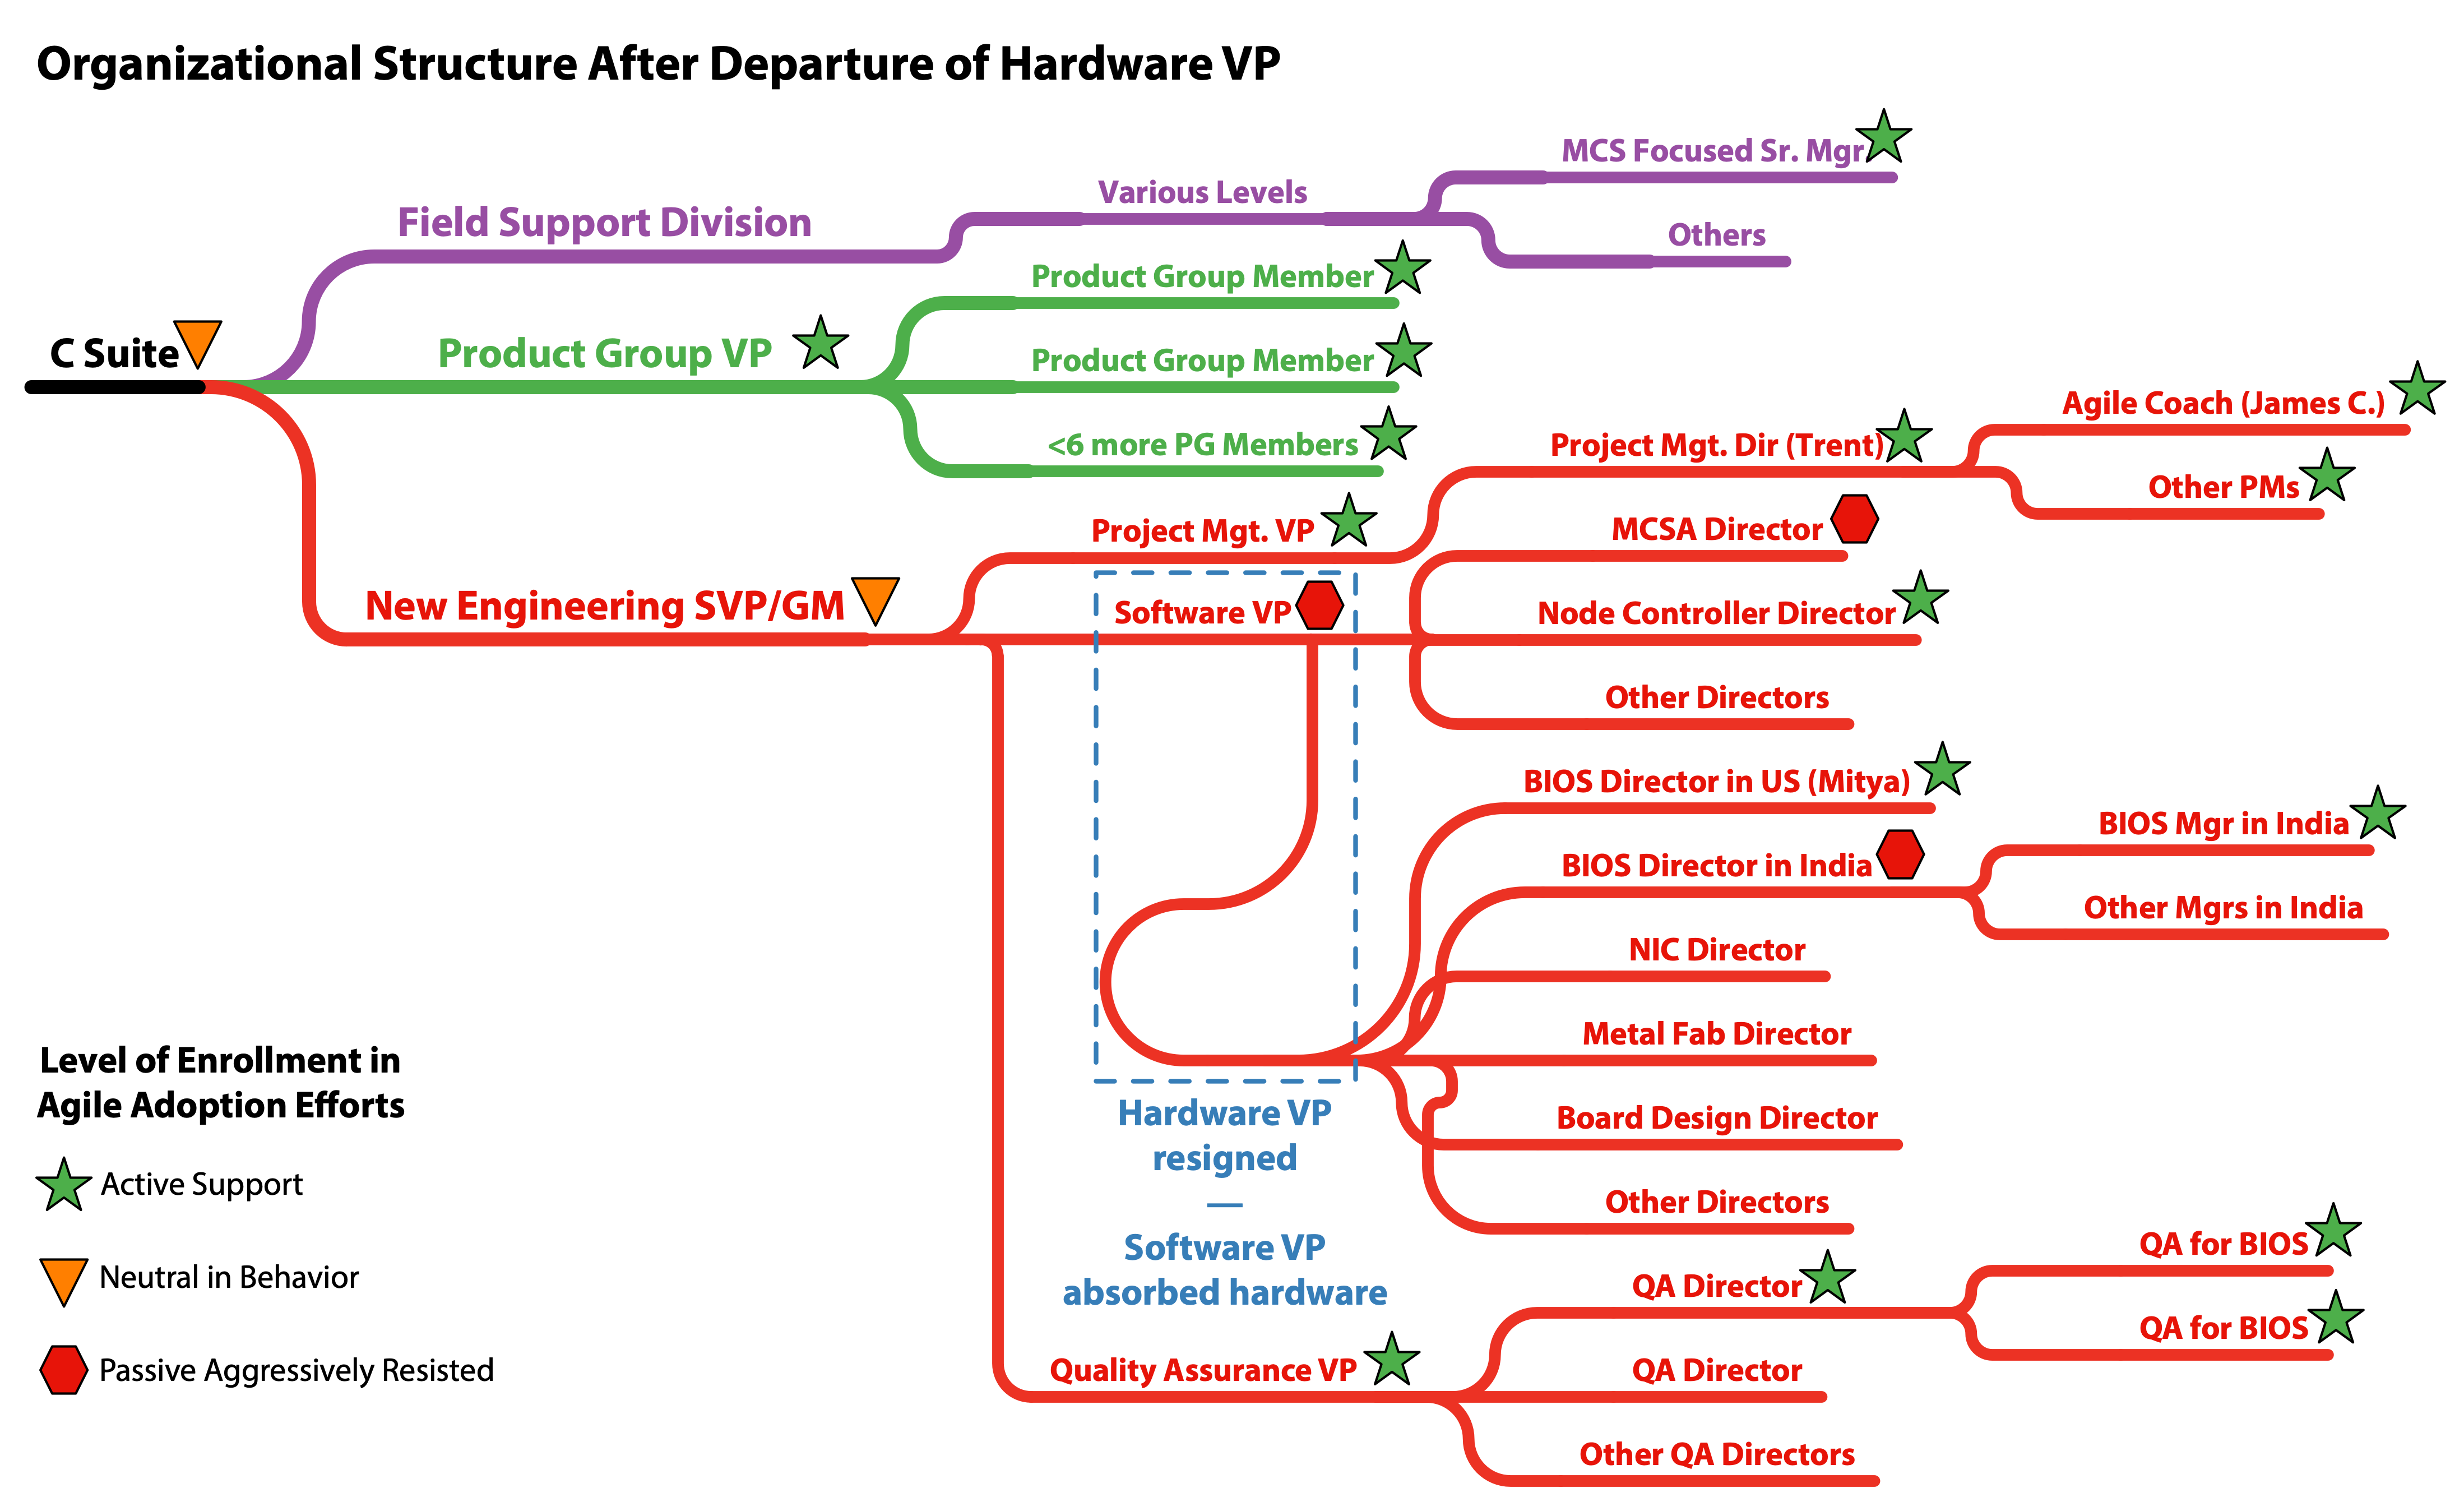 Organizational Structure After Departure of Hardware VP
MCS Focused Sr. Mgr
Various Levels
Field Support Division
Others
Product Group Member
C Suite
Product Group VP
Product Group Member
Agile Coach (James C.)
<6 more PG Members
Project Mgt. Dir (Trent)
Other PMs
Project Mgt. VP
MCSA Director
New Engineering SVP/GM
Software VP
Node Controller Director
Other Directors
BIOS Director in US (Mitya)
BIOS Mgr in India
BIOS Director in India
Other Mgrs in India
NIC Director
Metal Fab Director
Level of Enrollment in
Agile Adoption Efforts
Active Support
Neutral in Behavior
Passive Aggressively Resisted
Hardware VP
resigned
—
Software VP
absorbed hardware
Board Design Director
Other Directors
QA for BIOS
QA Director
QA for BIOS
Quality Assurance VP
QA Director
Other QA Directors